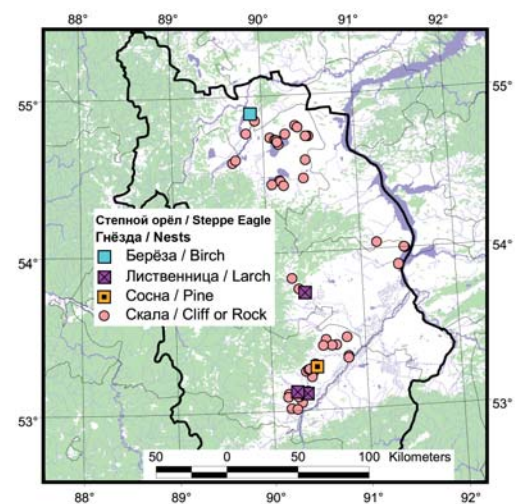 88° 89° 90° 91° 92°
55° 55°
Степной орёл / Steppe Eagle
Гнёзда / Nests
Берёза / Birch
Лиственница / Larch
Сосна / Pine
Скала / Cliff or Rock
54° 54°
53° 53°
50 0 50 100 Kilometers
88° 89° 90° 91° 92°